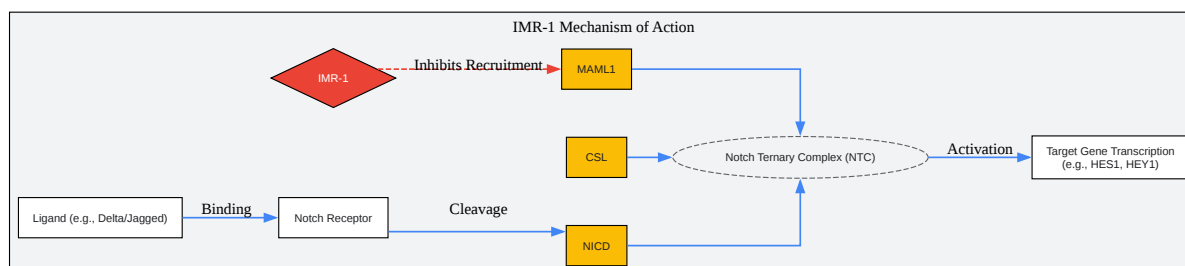 IMR-1 Mechanism of Action
IMR-1
Inhibits Recruitment
MAML1
CSL
Notch Ternary Complex (NTC)
Activation
Target Gene Transcription
(e.g., HES1, HEY1)
Ligand (e.g., Delta/Jagged)
Binding
Notch Receptor
Cleavage
NICD